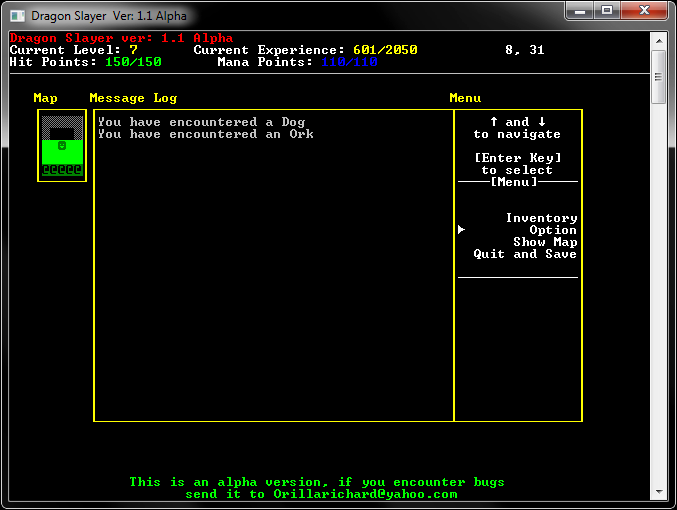 Dragon Slayer  Ver: 1.1 Alpha
Dragon Slayer ver: 1.1 Alpha
Current Level: 7 Current Experience: 601/2050 8, 31
Hit Points: 150/150 Mana Points: 110/110
Map Message Log Menu
You have encountered a Dog
You have encountered an Ork
↑ and ↓
to navigate
[Enter Key]
to select
[Menu]
Inventory
Option
Show Map
Quit and Save
This is an alpha version, if you encounter bugs
send it to Orillarichard@yahoo.com